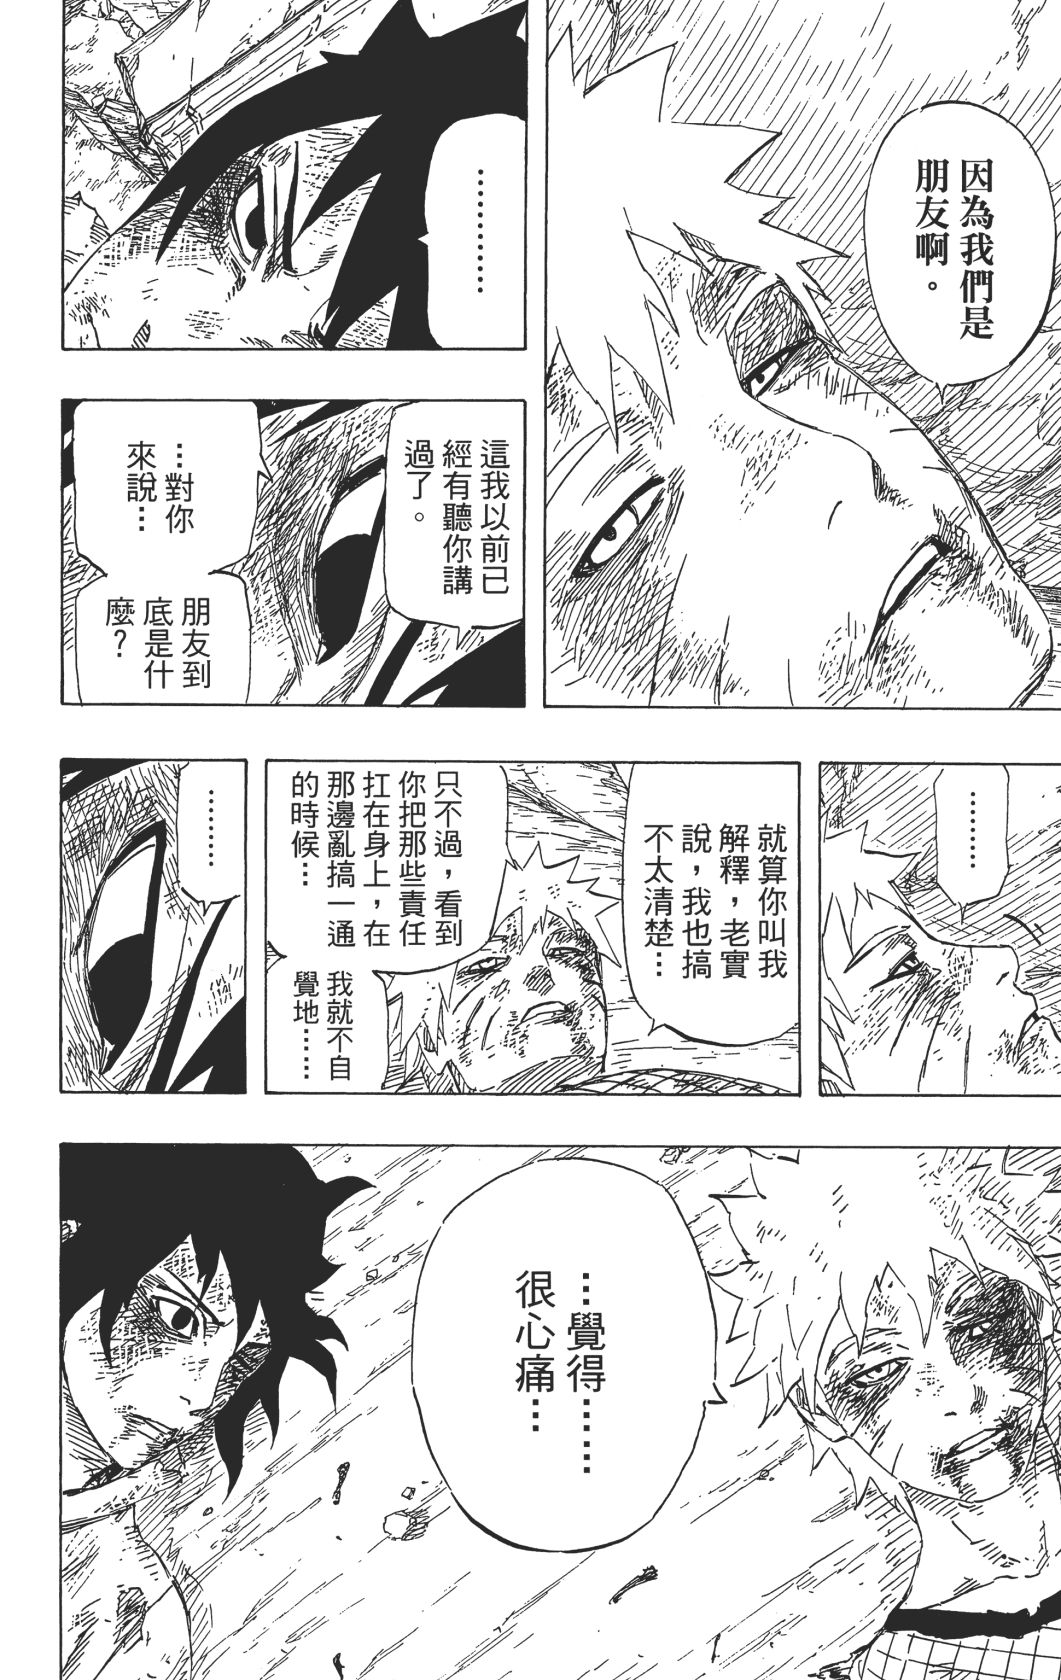 因為我們是
朋友啊。
…………
這我以前已
經有聽你講
過了。
…對你
來說…
朋友到
底是什
麼?
………
就算你叫我
解釋，老實
說，我也搞
不太清楚…
只不過，看到
你把那些責任
扛在身上，在
那邊亂搞一通
的時候…
我就不自
覺地……
………
…覺得……
很心痛…